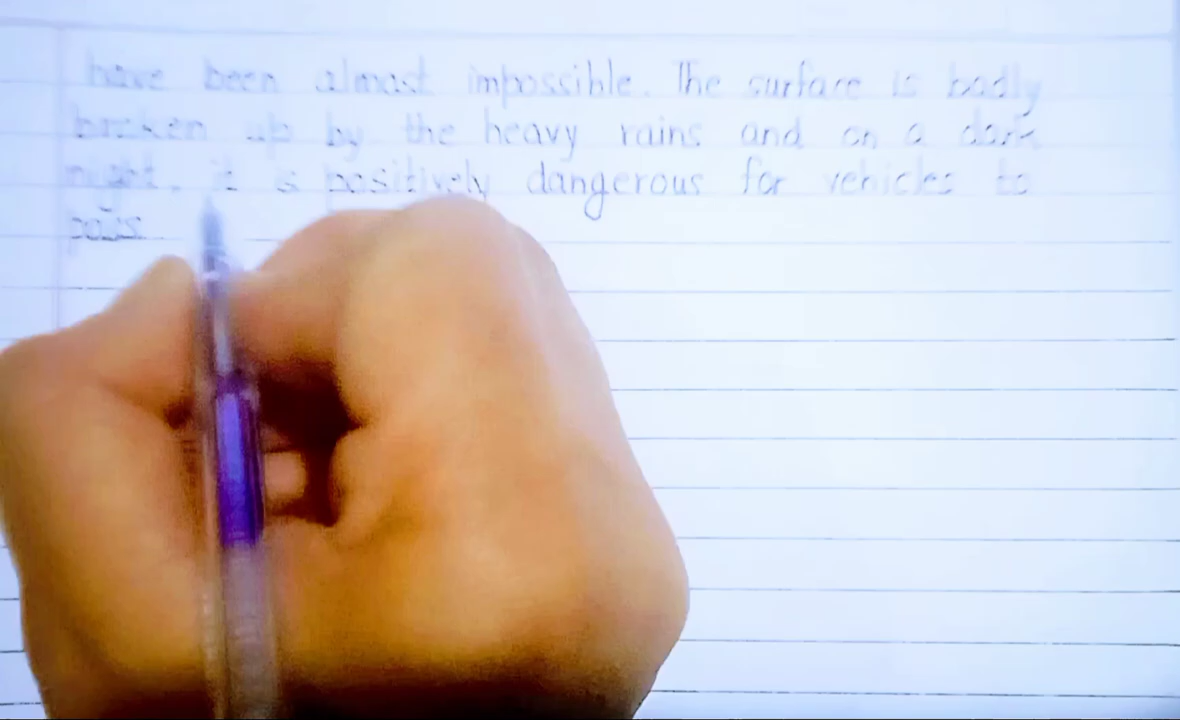 have been almost impossible. The surface is badly
broken up by the heavy rains and on a dark
night, it is positively dangerous for vehicles to
pass.